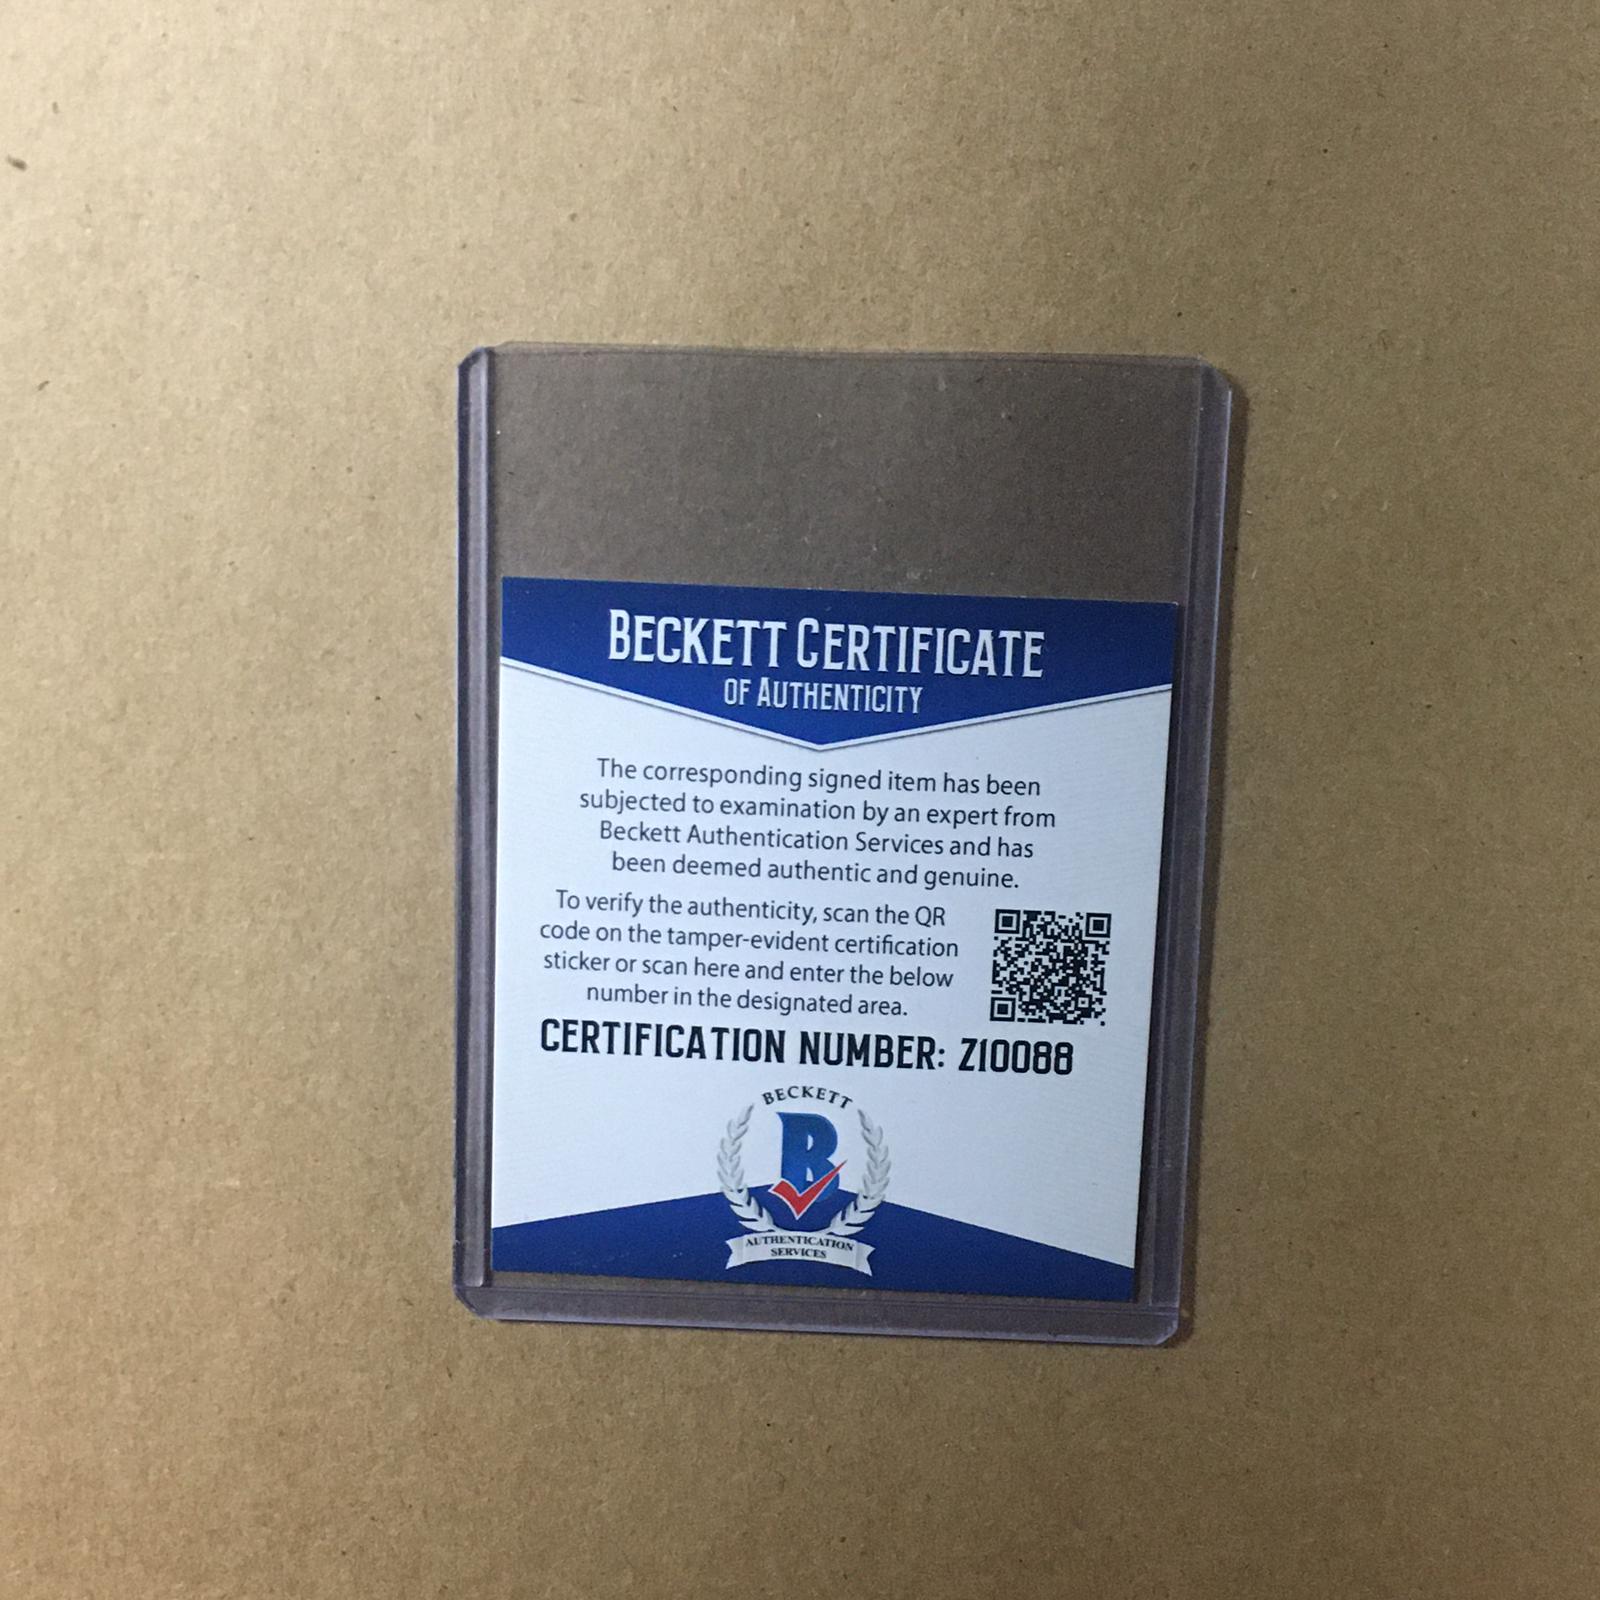 BECKETT CERTIFICATE
OF AUTHENTICITY
The corresponding signed item has been
subjected to examination by an expert from
Beckett Authentication Services and has
been deemed authentic and genuine.
To verify the authenticity, scan the QR
code on the tamper-evident certification
sticker or scan here and enter the below
number in the designated area.
CERTIFICATION NUMBER: Z10088
BECKETT
B
AUTHENTICATION
SERVICES